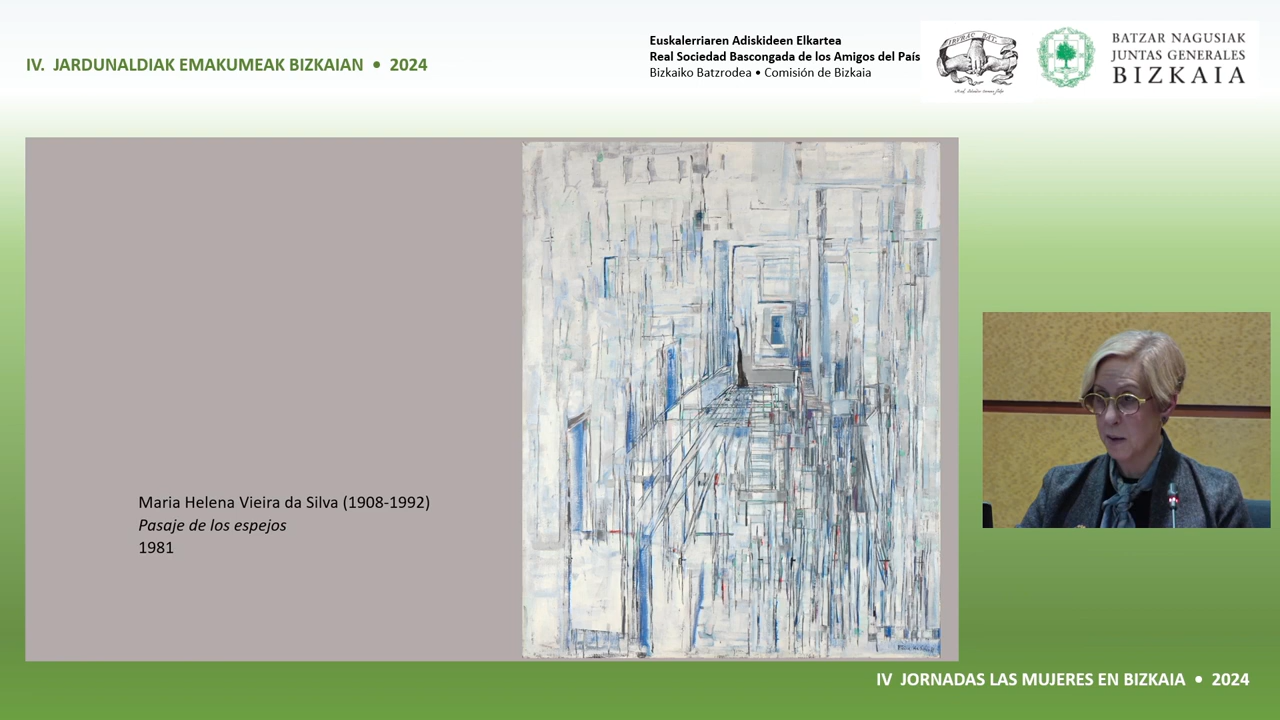 IV. JARDUNALDIAK EMAKUMEAK BIZKAIAN • 2024
Euskalerriaren Adiskideen Elkartea
Real Sociedad Bascongada de los Amigos del País
Bizkaiko Batzrodea • Comisión de Bizkaia
IRURAC BAT
BATZAR NAGUSIAK
JUNTAS GENERALES
BIZKAIA
Maria Helena Vieira da Silva (1908-1992)
Pasaje de los espejos
1981
IV JORNADAS LAS MUJERES EN BIZKAIA • 2024